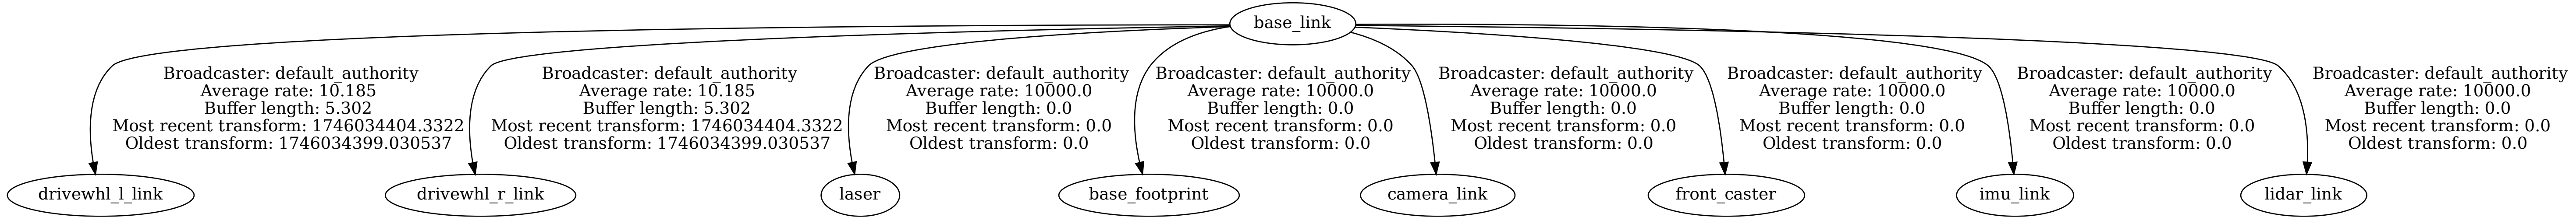 base_link
Broadcaster: default_authority
Average rate: 10.185
Buffer length: 5.302
Most recent transform: 1746034404.3322
Oldest transform: 1746034399.030537
Broadcaster: default_authority
Average rate: 10.185
Buffer length: 5.302
Most recent transform: 1746034404.3322
Oldest transform: 1746034399.030537
Broadcaster: default_authority
Average rate: 10000.0
Buffer length: 0.0
Most recent transform: 0.0
Oldest transform: 0.0
Broadcaster: default_authority
Average rate: 10000.0
Buffer length: 0.0
Most recent transform: 0.0
Oldest transform: 0.0
Broadcaster: default_authority
Average rate: 10000.0
Buffer length: 0.0
Most recent transform: 0.0
Oldest transform: 0.0
Broadcaster: default_authority
Average rate: 10000.0
Buffer length: 0.0
Most recent transform: 0.0
Oldest transform: 0.0
Broadcaster: default_authority
Average rate: 10000.0
Buffer length: 0.0
Most recent transform: 0.0
Oldest transform: 0.0
Broadcaster: default_authority
Average rate: 10000.0
Buffer length: 0.0
Most recent transform: 0.0
Oldest transform: 0.0
drivewhl_l_link
drivewhl_r_link
laser
base_footprint
camera_link
front_caster
imu_link
lidar_link